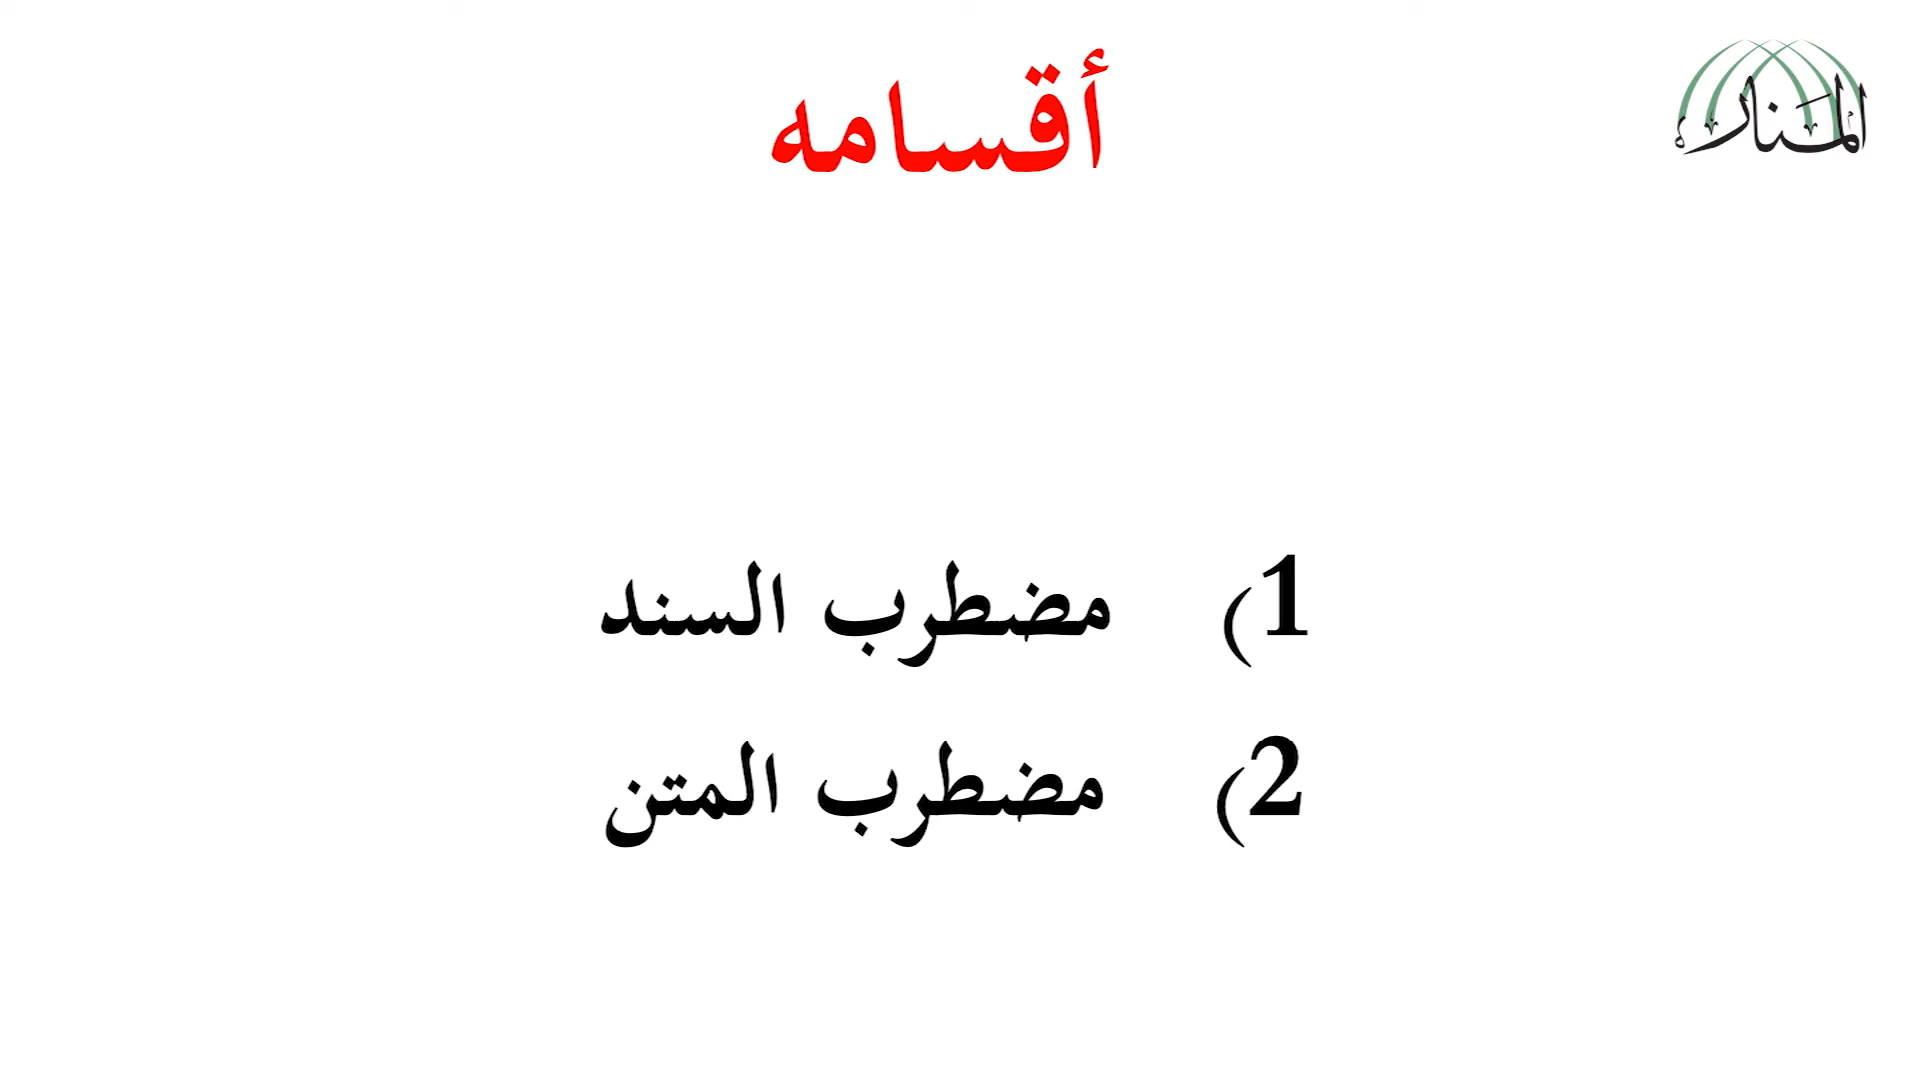 أقسامه
المنار
1) مضطرب السند
2) مضطرب المتن